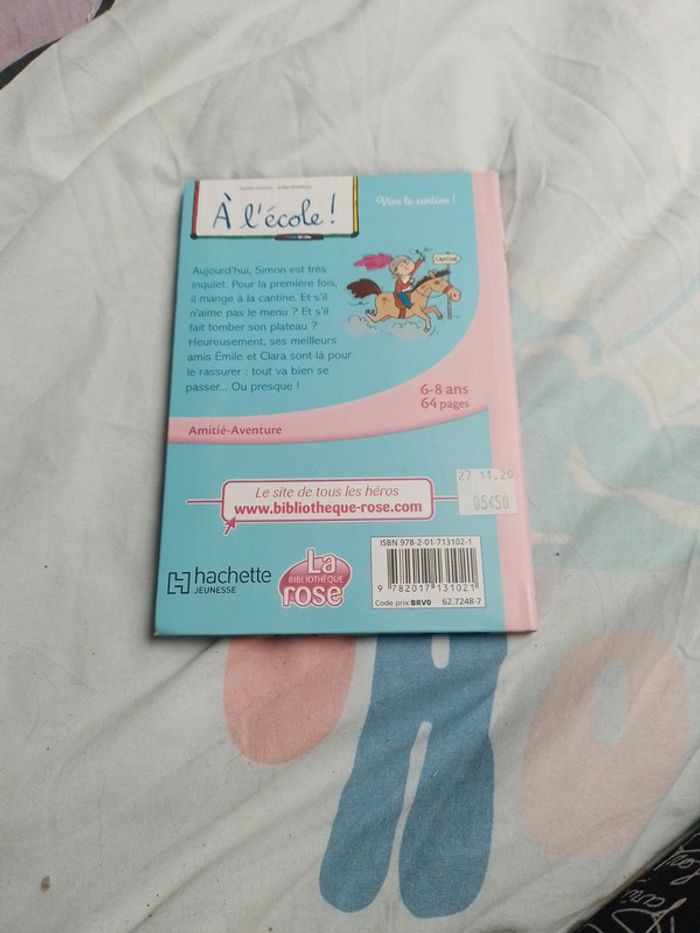 À l'école !
Vive la cantine !
CANTINE
Aujourd'hui, Simon est très
inquiet. Pour la première fois,
il mange à la cantine. Et s'il
n'aime pas le menu ? Et s'il
fait tomber son plateau ?
Heureusement, ses meilleurs
amis Émile et Clara sont là pour
le rassurer : tout va bien se
passer... Ou presque !
6-8 ans
64 pages
Amitié-Aventure
27 11.20
05€50
Le site de tous les héros
www.bibliotheque-rose.com
hachette
JEUNESSE
La
BIBLIOTHÈQUE
rose
ISBN 978-2-01-713102-1
9 782017 131021
Code prix BRV0 62.7248-7